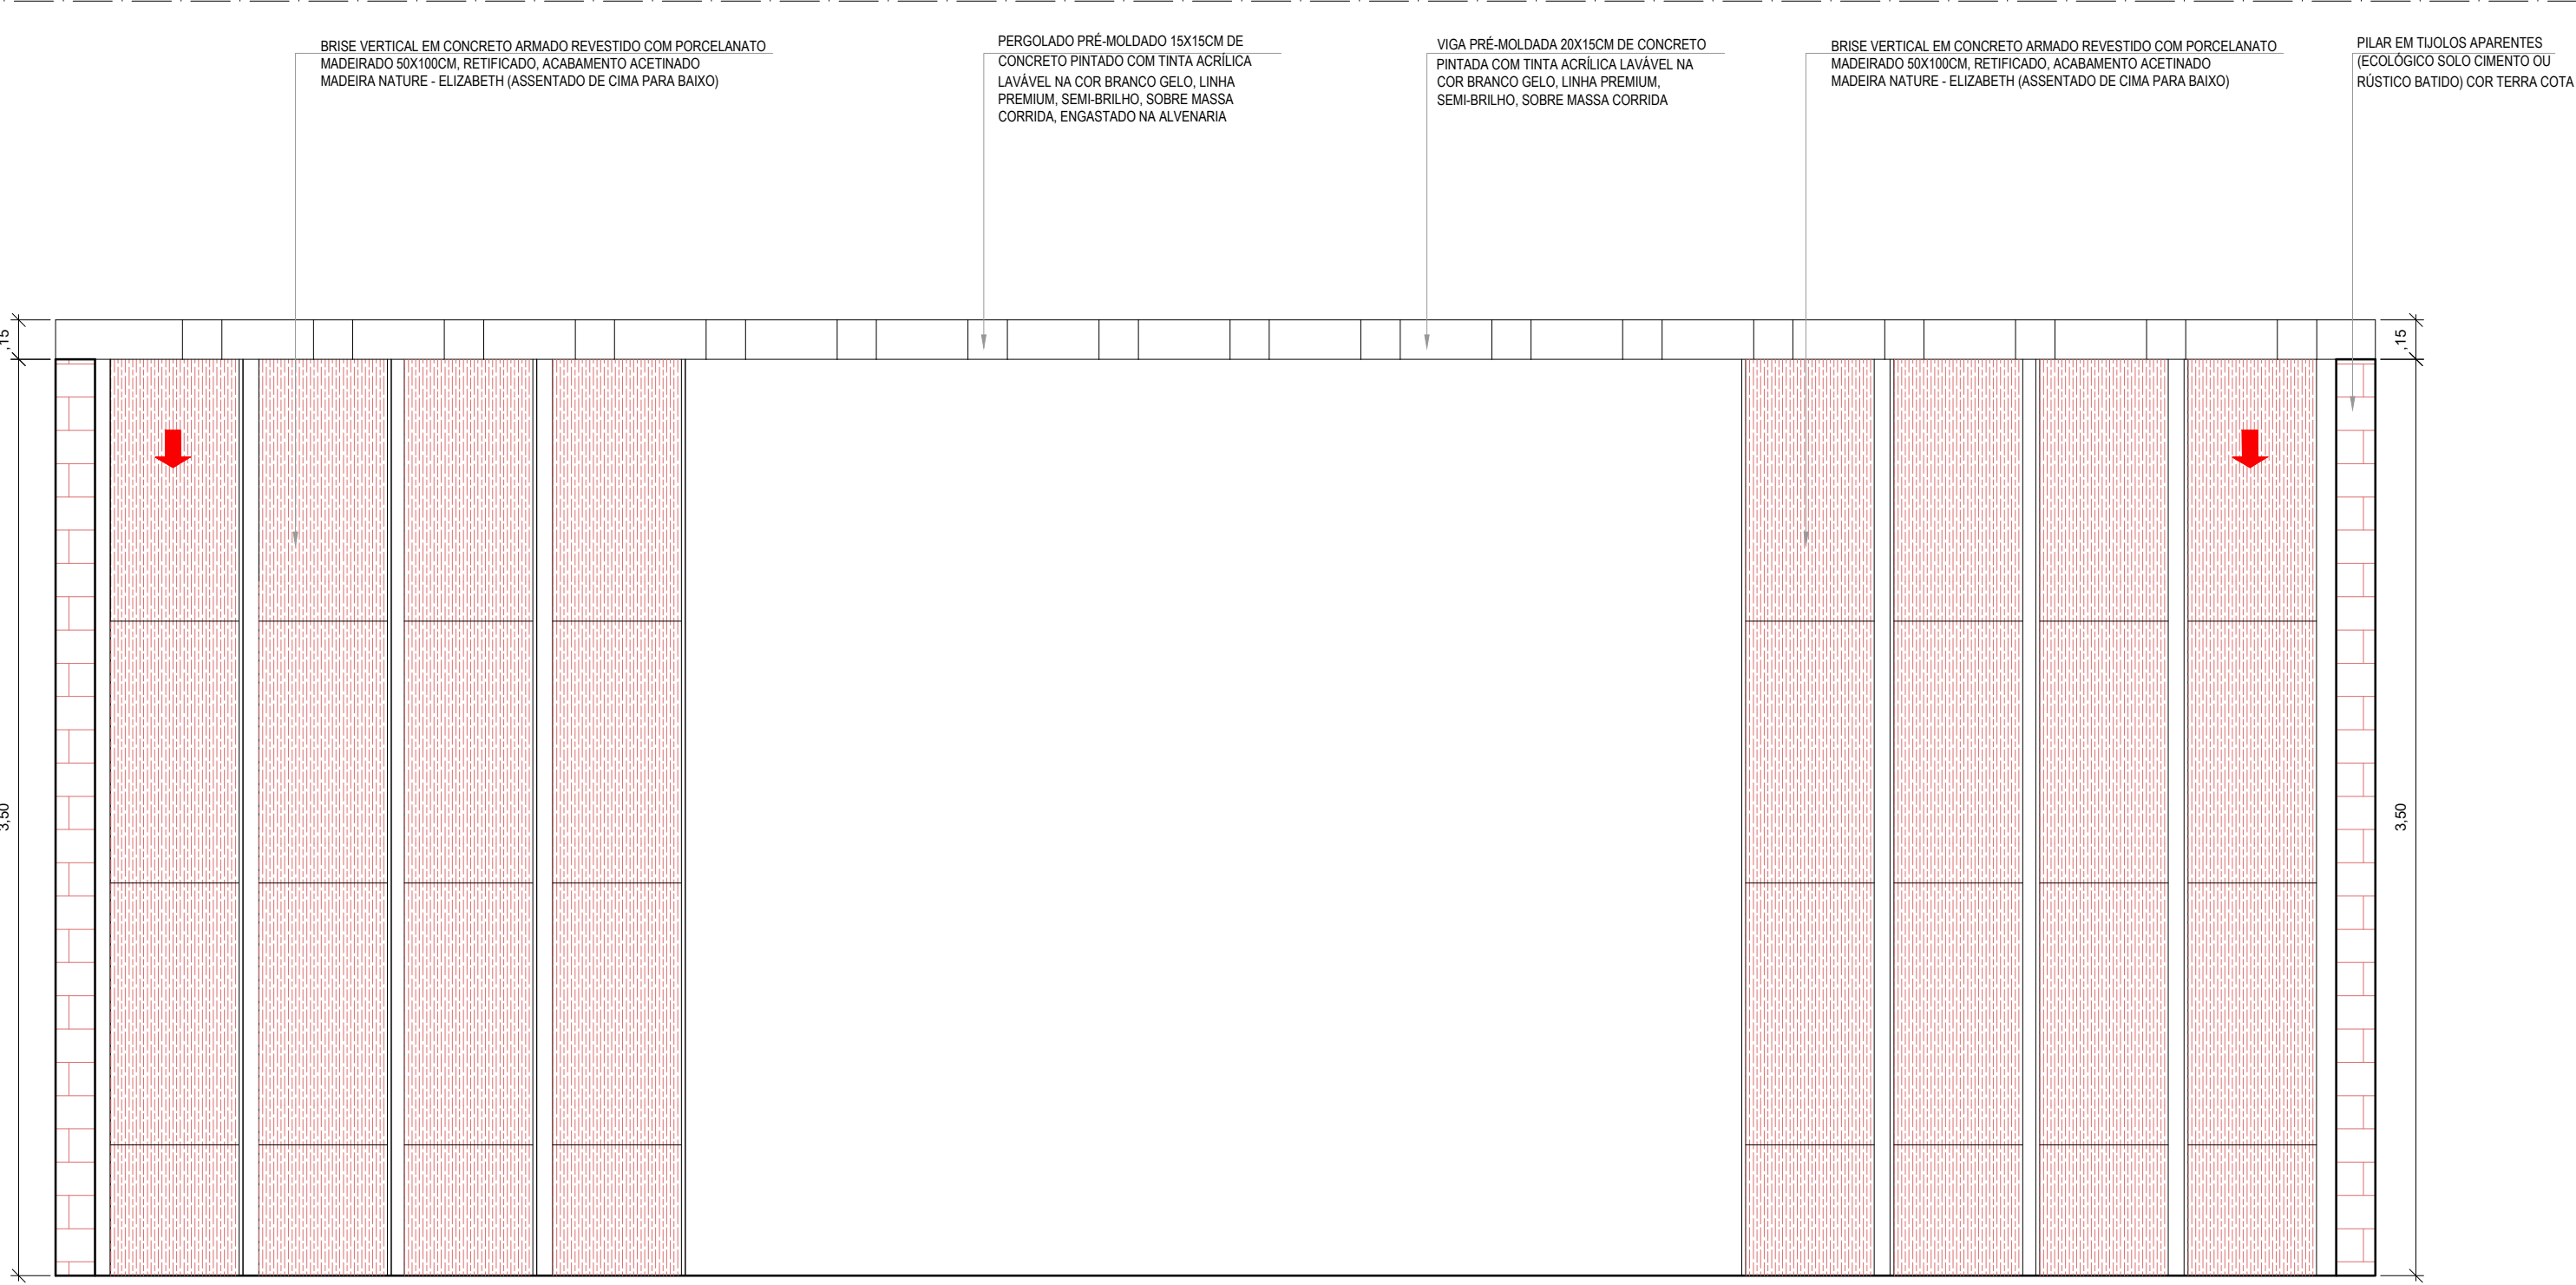 BRISE VERTICAL EM CONCRETO ARMADO REVESTIDO COM PORCELANATO
MADEIRADO 50X100CM, RETIFICADO, ACABAMENTO ACETINADO
MADEIRA NATURE - ELIZABETH (ASSENTADO DE CIMA PARA BAIXO)
PERGOLADO PRÉ-MOLDADO 15X15CM DE
CONCRETO PINTADO COM TINTA ACRÍLICA
LAVÁVEL NA COR BRANCO GELO, LINHA
PREMIUM, SEMI-BRILHO, SOBRE MASSA
CORRIDA, ENGASTADO NA ALVENARIA
VIGA PRÉ-MOLDADA 20X15CM DE CONCRETO
PINTADA COM TINTA ACRÍLICA LAVÁVEL NA
COR BRANCO GELO, LINHA PREMIUM,
SEMI-BRILHO, SOBRE MASSA CORRIDA
BRISE VERTICAL EM CONCRETO ARMADO REVESTIDO COM PORCELANATO
MADEIRADO 50X100CM, RETIFICADO, ACABAMENTO ACETINADO
MADEIRA NATURE - ELIZABETH (ASSENTADO DE CIMA PARA BAIXO)
PILAR EM TIJOLOS APARENTES
(ECOLÓGICO SOLO CIMENTO OU
RÚSTICO BATIDO) COR TERRA COTA
,15
,15
3,50
3,50